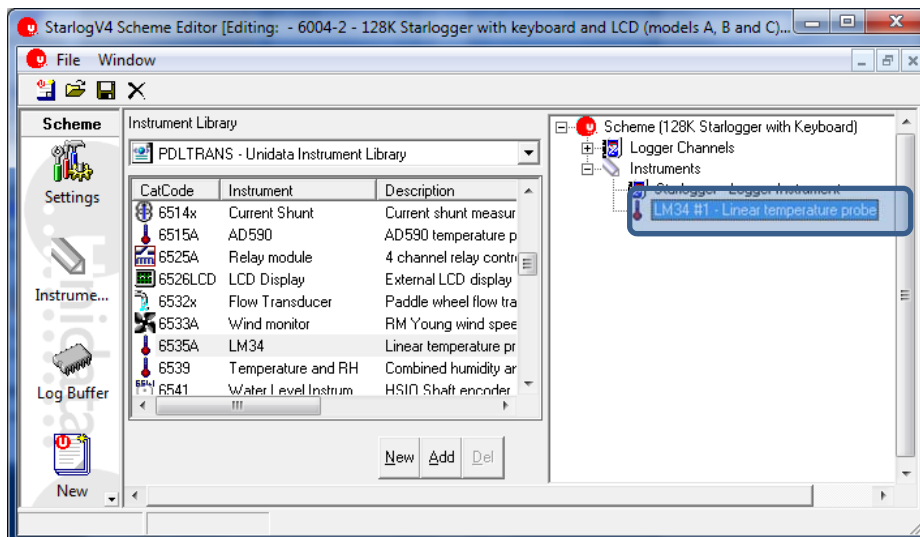 StarlogV4 Scheme Editor [Editing: - 6004-2 - 128K Starlogger with keyboard and LCD (models A, B and C)...
File Window
Scheme
Settings
Instrume...
Log Buffer
New
Instrument Library
PDLTRANS - Unidata Instrument Library
CatCode Instrument Description
6514x Current Shunt Current shunt measur
6515A AD590 AD590 temperature p
6525A Relay module 4 channel relay contr
6526LCD LCD Display External LCD display
6532x Flow Transducer Paddle wheel flow tra
6533A Wind monitor RM Young wind spee
6535A LM34 Linear temperature pr
6539 Temperature and RH Combined humidity ar
6541 Water Level Instrum HSIO Shaft encoder
New Add Del
Scheme (128K Starlogger with Keyboard)
Logger Channels
Instruments
Starlogger - Logger Instrument
LM34 #1 - Linear temperature probe
unidata